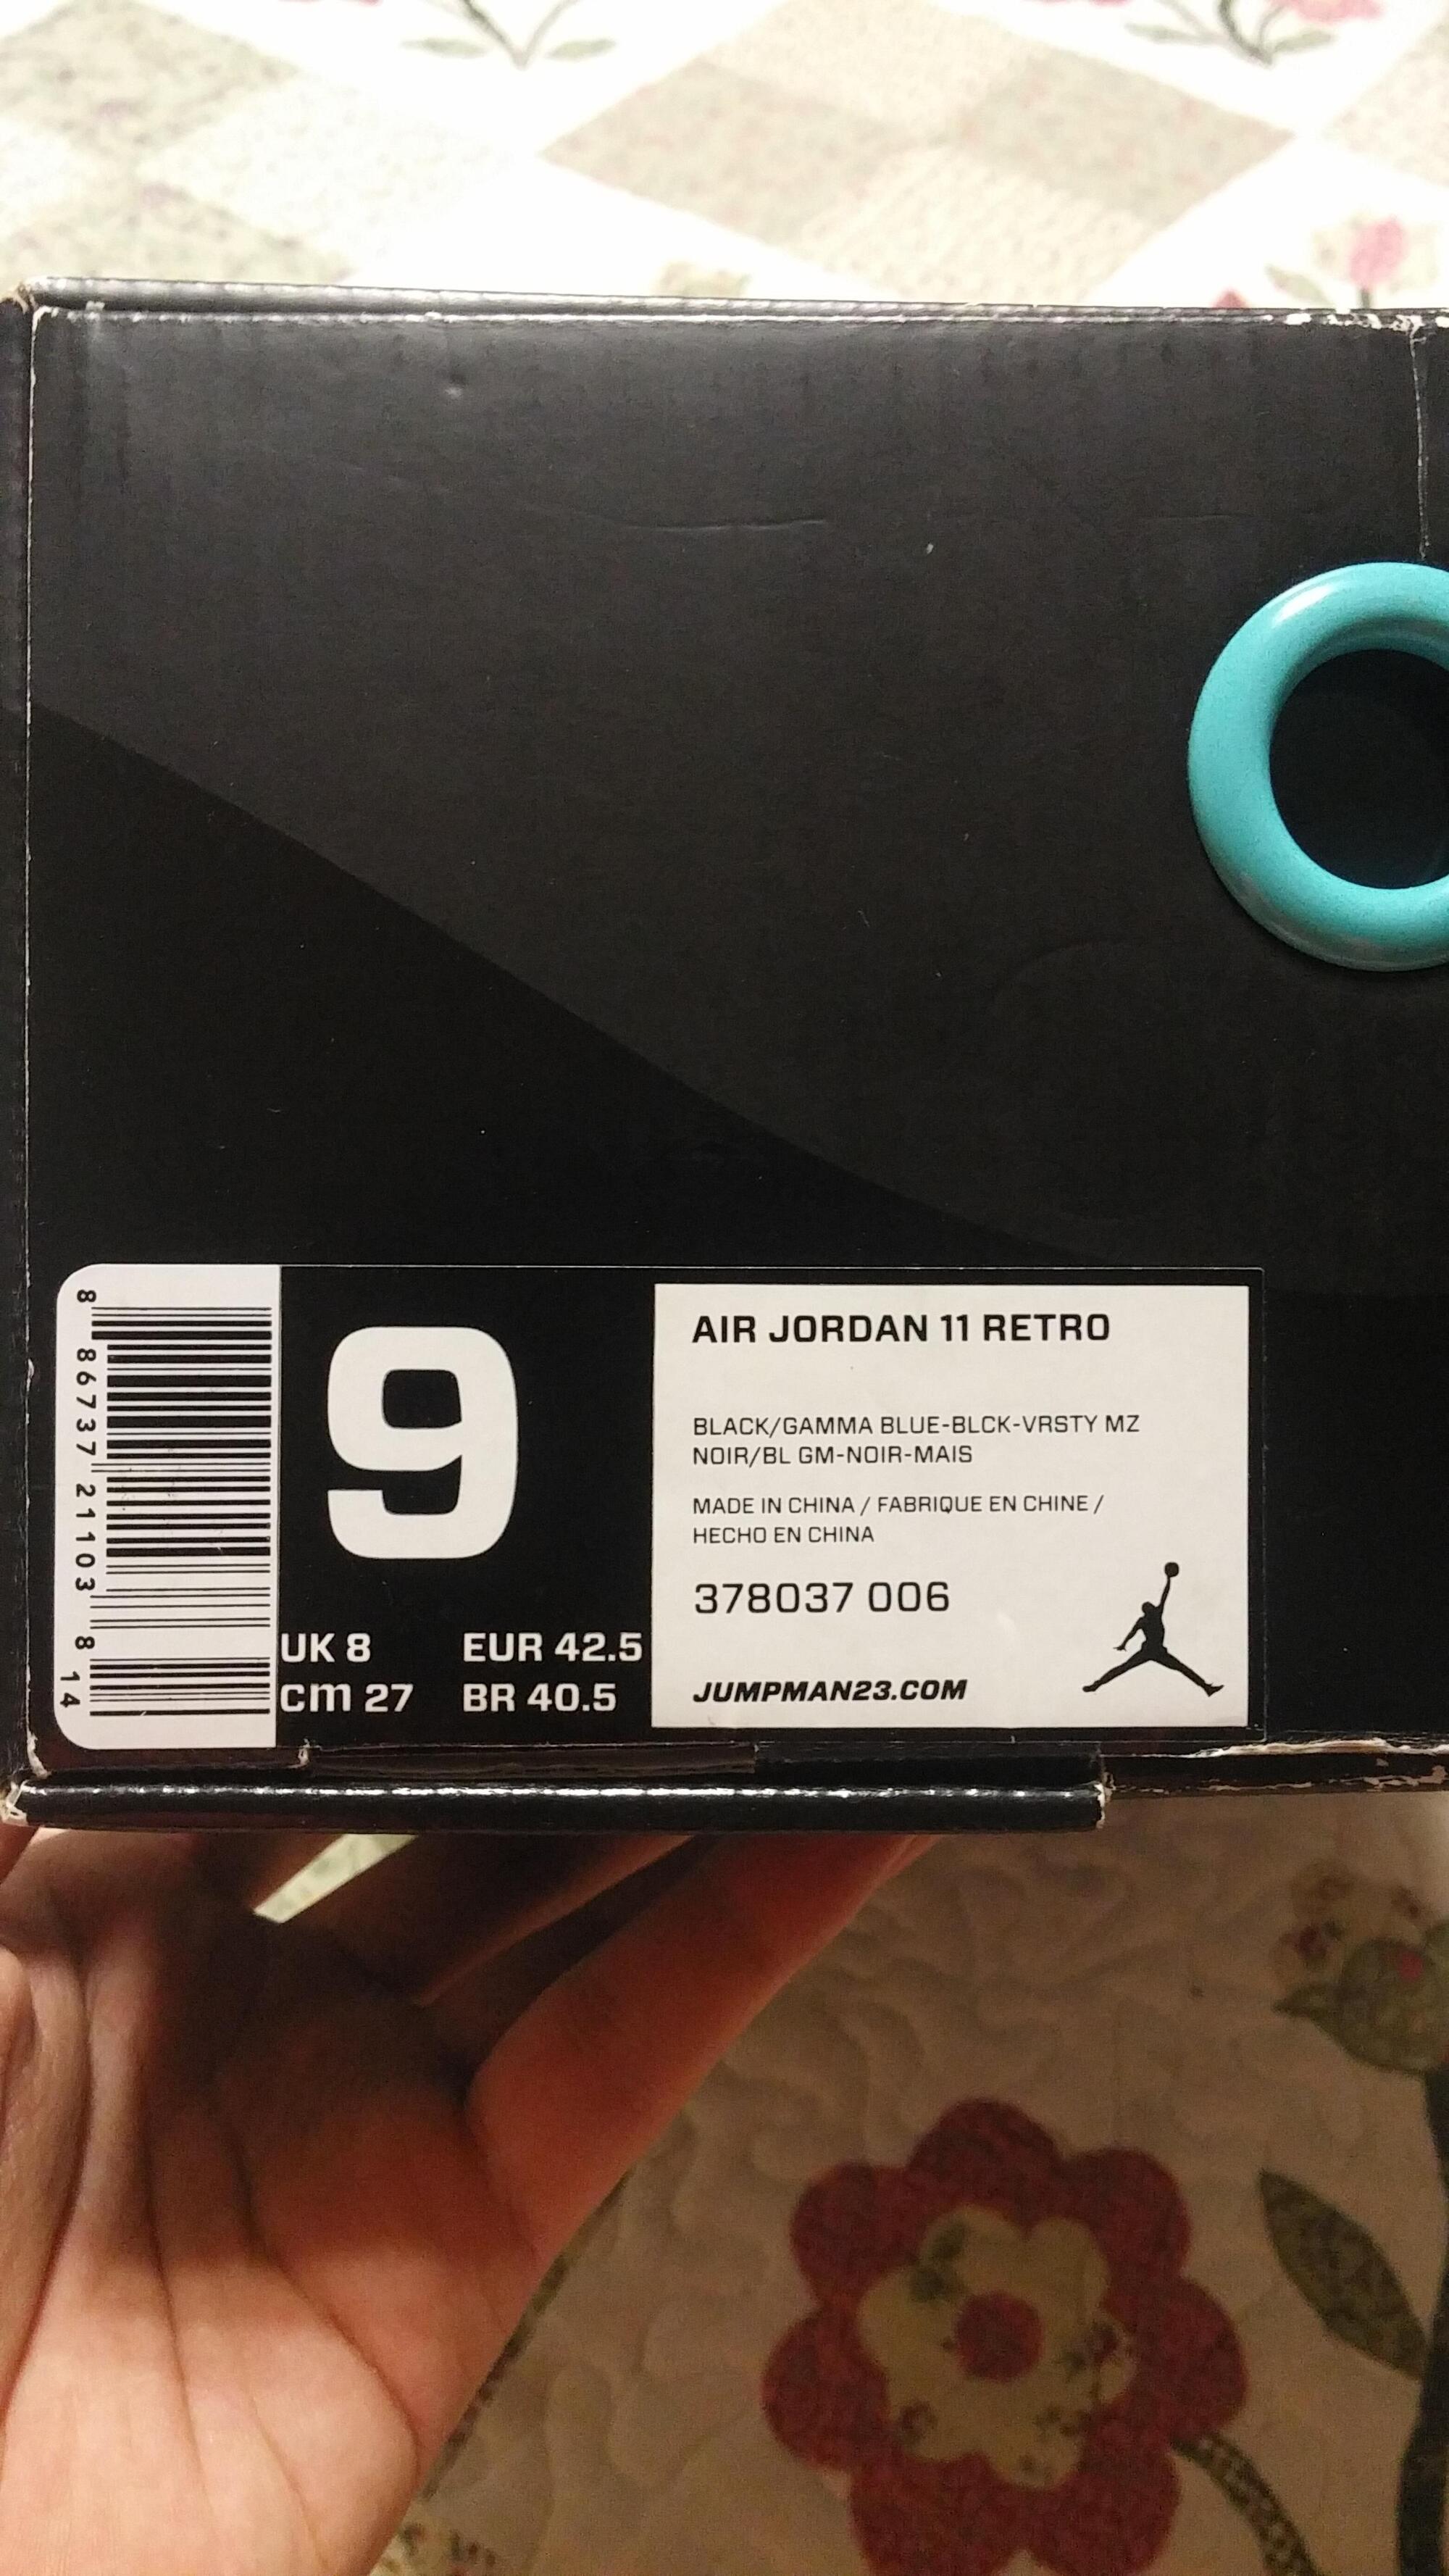 8 86737 21103 8 14
9
UK 8 EUR 42.5
cm 27 BR 40.5
AIR JORDAN 11 RETRO
BLACK/GAMMA BLUE-BLCK-VRSTY MZ
NOIR/BL GM-NOIR-MAIS
MADE IN CHINA / FABRIQUE EN CHINE /
HECHO EN CHINA
378037 006
JUMPMAN23.COM